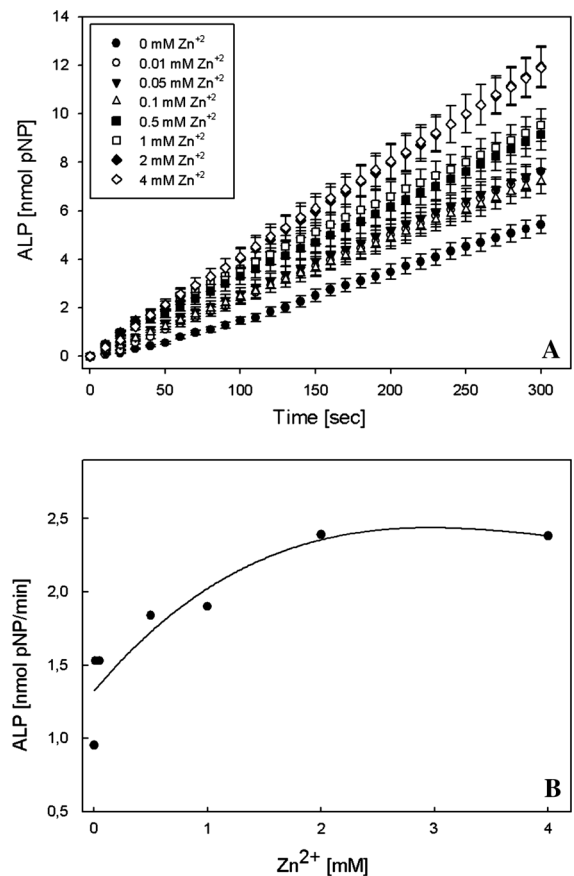 14
12
10
8
6
4
2
0
ALP [nmol pNP]
0 mM Zn+2
0.01 mM Zn+2
0.05 mM Zn+2
0.1 mM Zn+2
0.5 mM Zn+2
1 mM Zn+2
2 mM Zn+2
4 mM Zn+2
A
0 50 100 150 200 250 300
Time [sec]
2,5
2,0
1,5
1,0
0,5
ALP [nmol pNP/min]
B
0 1 2 3 4
Zn2+ [mM]